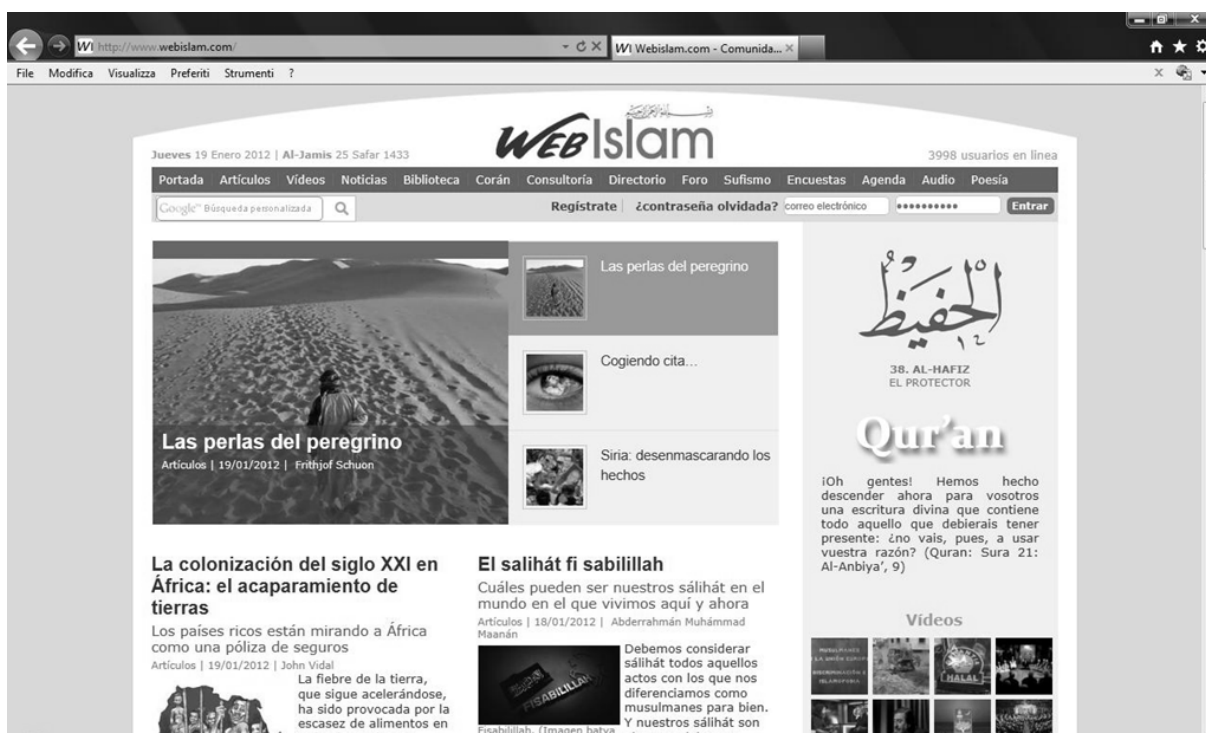 http://www.webislam.com/
WI Webislam.com - Comunida...
File Modifica Visualizza Preferiti Strumenti ?
WEBIslam
Jueves 19 Enero 2012 | Al-Jamis 25 Safar 1433
3998 usuarios en linea
Portada Artículos Vídeos Noticias Biblioteca Corán Consultoría Directorio Foro Sufismo Encuestas Agenda Audio Poesía
Google™ Búsqueda personalizada
Regístrate ¿contraseña olvidada? correo electrónico •••••••••• Entrar
Las perlas del peregrino
Artículos | 19/01/2012 | Frithjof Schuon
Las perlas del peregrino
Cogiendo cita...
Siria: desenmascarando los
hechos
الحفيظ
38. AL-HAFIZ
EL PROTECTOR
Qur'an
¡Oh gentes! Hemos hecho
descender ahora para vosotros
una escritura divina que contiene
todo aquello que debierais tener
presente: ¿no vais, pues, a usar
vuestra razón? (Quran: Sura 21:
Al-Anbiya', 9)
Vídeos
HALAL
La colonización del siglo XXI en
África: el acaparamiento de
tierras
Los países ricos están mirando a África
como una póliza de seguros
Artículos | 19/01/2012 | John Vidal
La fiebre de la tierra,
que sigue acelerándose,
ha sido provocada por la
escasez de alimentos en
El salihát fi sabilillah
Cuáles pueden ser nuestros sálihát en el
mundo en el que vivimos aquí y ahora
Artículos | 18/01/2012 | Abderrahmán Muhámmad
Maanán
FISABILILLAH
Debemos considerar
sálihát todos aquellos
actos con los que nos
diferenciamos como
musulmanes para bien.
Y nuestros sálihát son
Fisabilillah. (Imagen batya